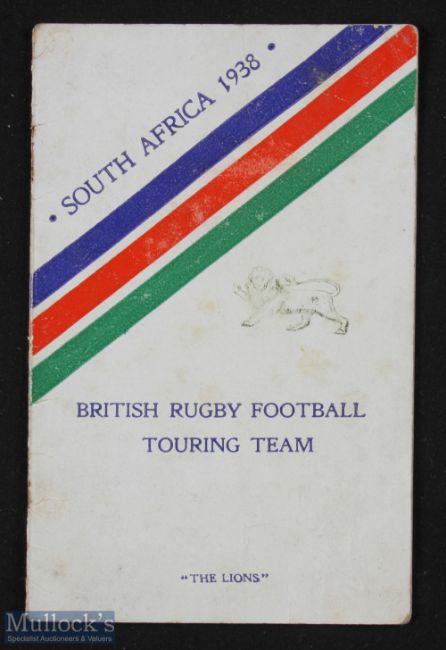 • SOUTH AFRICA 1938 •
BRITISH RUGBY FOOTBALL
TOURING TEAM
"THE LIONS"
Mullock's
Specialist Auctioneers & Valuers